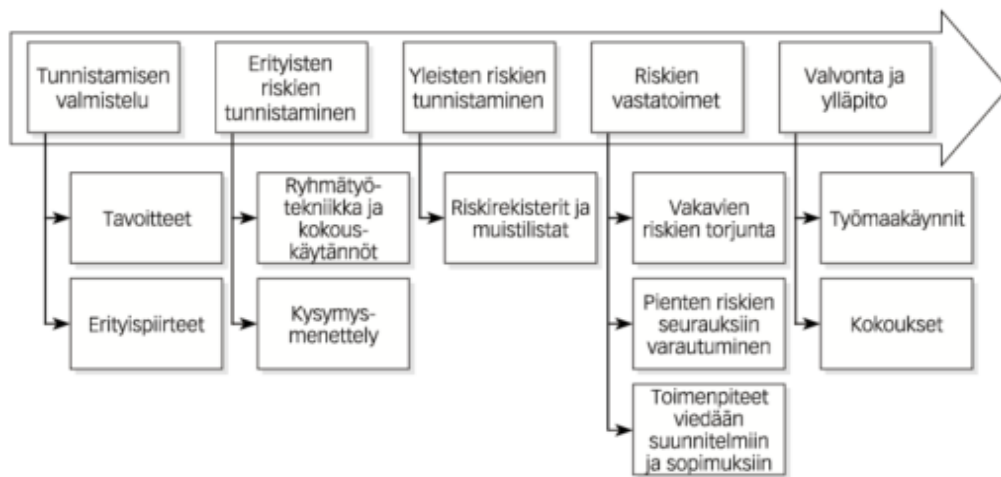 Tunnistamisen
valmistelu
Erityisten
riskien
tunnistaminen
Yleisten riskien
tunnistaminen
Riskien
vastatoimet
Valvonta ja
ylläpito
Tavoitteet
Erityispiirteet
Ryhmätyö-
tekniikka ja
kokous-
käytännöt
Kysymys-
menettely
Riskirekisterit ja
muistilistat
Vakavien
riskien torjunta
Pienten riskien
seurauksiin
varautuminen
Toimenpiteet
viedään
suunnitelmiin
ja sopimuksiin
Työmaakäynnit
Kokoukset